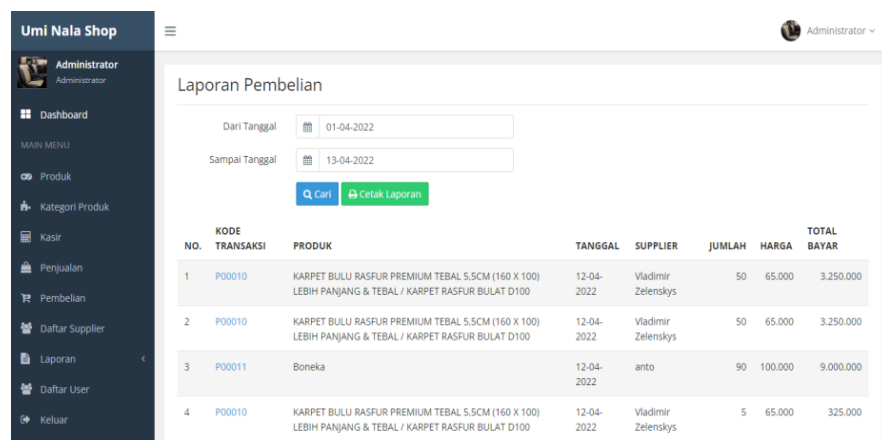 Umi Nala Shop
Administrator
Administrator
Administrator
Dashboard
MAIN MENU
Produk
Kategori Produk
Kasir
Penjualan
Pembelian
Daftar Supplier
Laporan
Daftar User
Keluar
Laporan Pembelian
Dari Tanggal 01-04-2022
Sampai Tanggal 13-04-2022
Cari Cetak Laporan
NO. KODE TRANSAKSI PRODUK TANGGAL SUPPLIER JUMLAH HARGA TOTAL BAYAR
1 P00010 KARPET BULU RASFUR PREMIUM TEBAL 5,5CM (160 X 100) 12-04- Vladimir 50 65.000 3.250.000
LEBIH PANJANG & TEBAL / KARPET RASFUR BULAT D100 2022 Zelenskys
2 P00010 KARPET BULU RASFUR PREMIUM TEBAL 5,5CM (160 X 100) 12-04- Vladimir 50 65.000 3.250.000
LEBIH PANJANG & TEBAL / KARPET RASFUR BULAT D100 2022 Zelenskys
3 P00011 Boneka 12-04- anto 90 100.000 9.000.000
2022
4 P00010 KARPET BULU RASFUR PREMIUM TEBAL 5,5CM (160 X 100) 12-04- Vladimir 5 65.000 325.000
LEBIH PANJANG & TEBAL / KARPET RASFUR BULAT D100 2022 Zelenskys